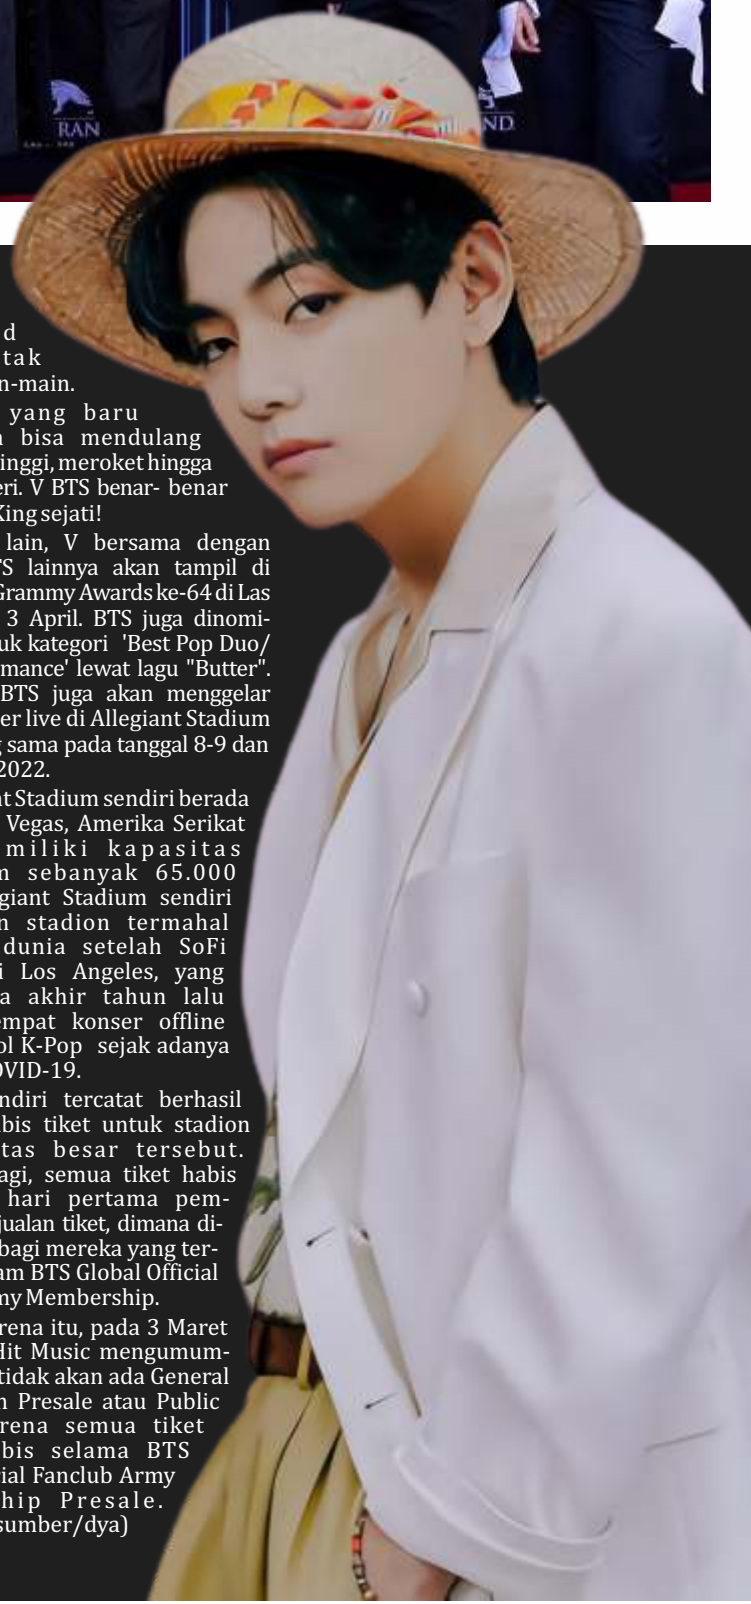 RAN
ND
d
tak
n-main.
yang baru
bisa mendulang
inggi, meroket hingga
eri. V BTS benar- benar
King sejati!
lain, V bersama dengan
TS lainnya akan tampil di
Grammy Awards ke-64 di Las
3 April. BTS juga dinomi-
uk kategori 'Best Pop Duo/
mance' lewat lagu "Butter".
BTS juga akan menggelar
er live di Allegiant Stadium
g sama pada tanggal 8-9 dan
2022.
nt Stadium sendiri berada
Vegas, Amerika Serikat
miliki kapasitas
m sebanyak 65.000
giant Stadium sendiri
n stadion termahal
dunia setelah SoFi
i Los Angeles, yang
a akhir tahun lalu
empat konser offline
ol K-Pop sejak adanya
OVID-19.
ndiri tercatat berhasil
bis tiket untuk stadion
tas besar tersebut.
agi, semua tiket habis
hari pertama pem-
jualan tiket, dimana di-
bagi mereka yang ter-
am BTS Global Official
my Membership.
rena itu, pada 3 Maret
Hit Music mengumum-
tidak akan ada General
n Presale atau Public
rena semua tiket
bis selama BTS
ial Fanclub Army
hip Presale.
sumber/dya)